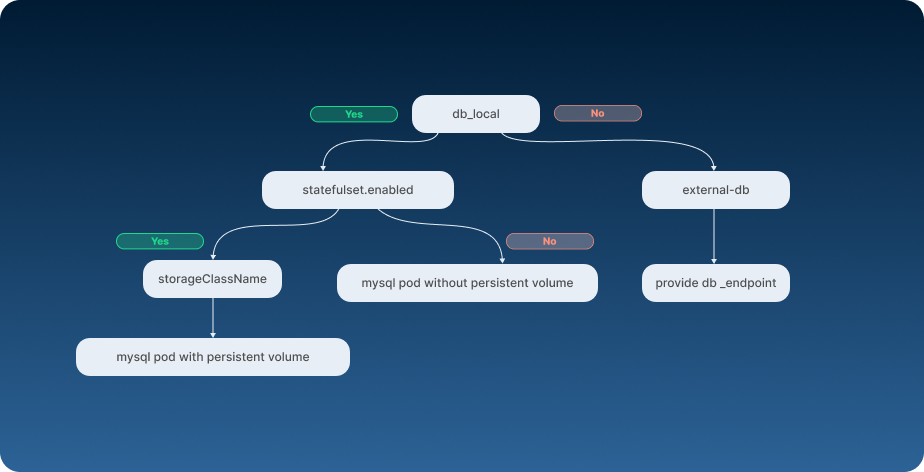 Yes
db_local
No
statefulset.enabled
external-db
Yes
No
storageClassName
mysql pod without persistent volume
provide db _endpoint
mysql pod with persistent volume